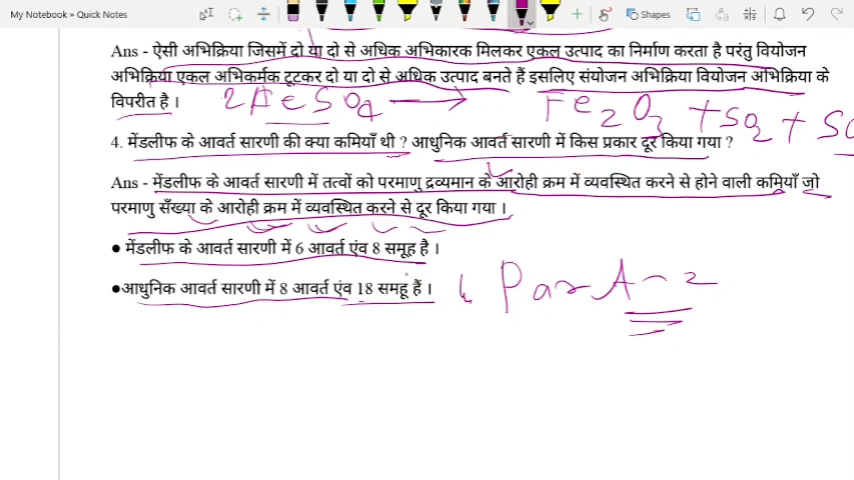 My Notebook » Quick Notes
Shapes
Ans - ऐसी अभिक्रिया जिसमें दो या दो से अधिक अभिकारक मिलकर एकल उत्पाद का निर्माण करता है परंतु वियोजन
अभिक्रिया एकल अभिकर्मक टूटकर दो या दो से अधिक उत्पाद बनते हैं इसलिए संयोजन अभिक्रिया वियोजन अभिक्रिया के
विपरीत है ।
2FeSO4 → Fe2O3 + SO2 + SO
4. मेंडलीफ के आवर्त सारणी की क्या कमियाँ थी ? आधुनिक आवर्त सारणी में किस प्रकार दूर किया गया ?
Ans - मेंडलीफ के आवर्त सारणी में तत्वों को परमाणु द्रव्यमान के आरोही क्रम में व्यवस्थित करने से होने वाली कमियाँ जो
परमाणु सँख्या के आरोही क्रम में व्यवस्थित करने से दूर किया गया ।
● मेंडलीफ के आवर्त सारणी में 6 आवर्त एंव 8 समूह है ।
●आधुनिक आवर्त सारणी में 8 आवर्त एंव 18 समहू हैं ।
Par A-2